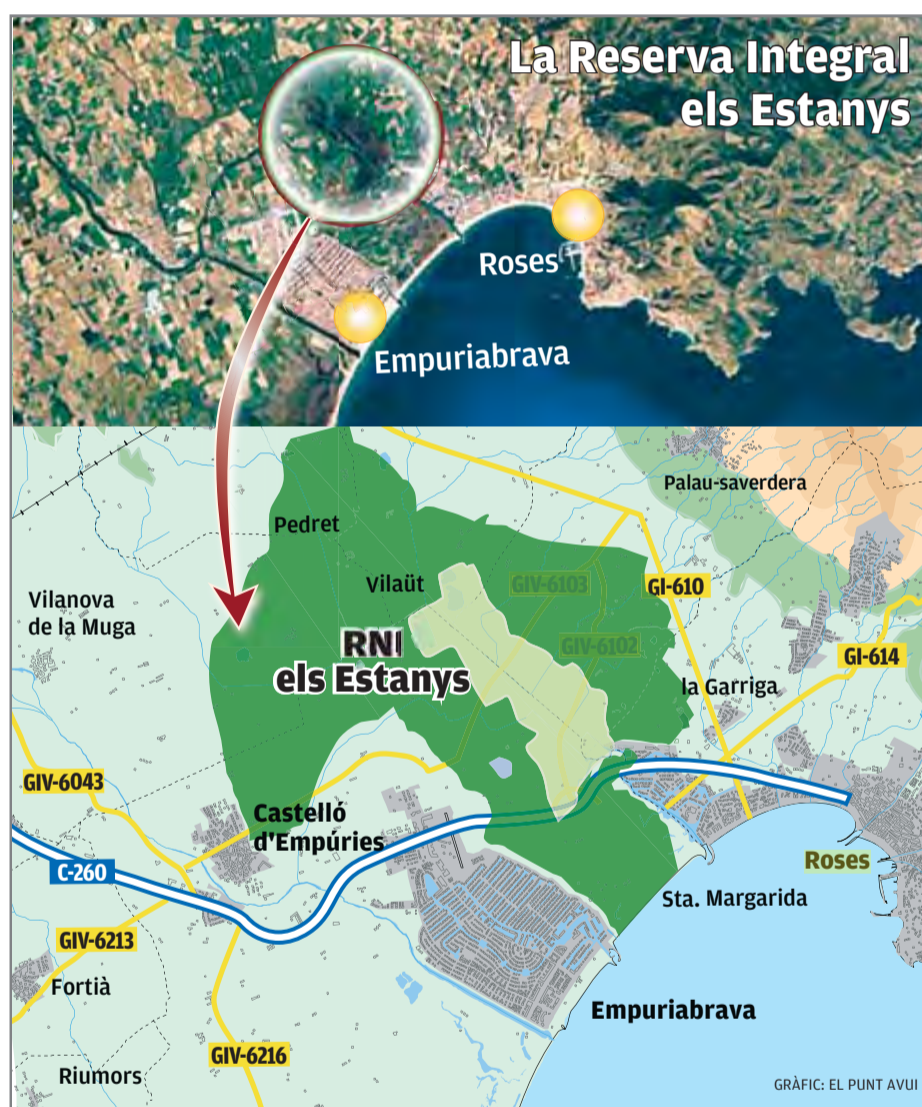 La Reserva Integral
els Estanys
Roses
Empuriabrava
Palau-saverdera
Pedret
Vilaüt
GIV-6103
GI-610
Vilanova
de la Muga
RNI
els Estanys
GIV-6102
GI-614
la Garriga
GIV-6043
Castelló
d'Empúries
C-260
Roses
Sta. Margarida
GIV-6213
Fortià
Empuriabrava
GIV-6216
Riumors
GRÀFIC: EL PUNT AVUI